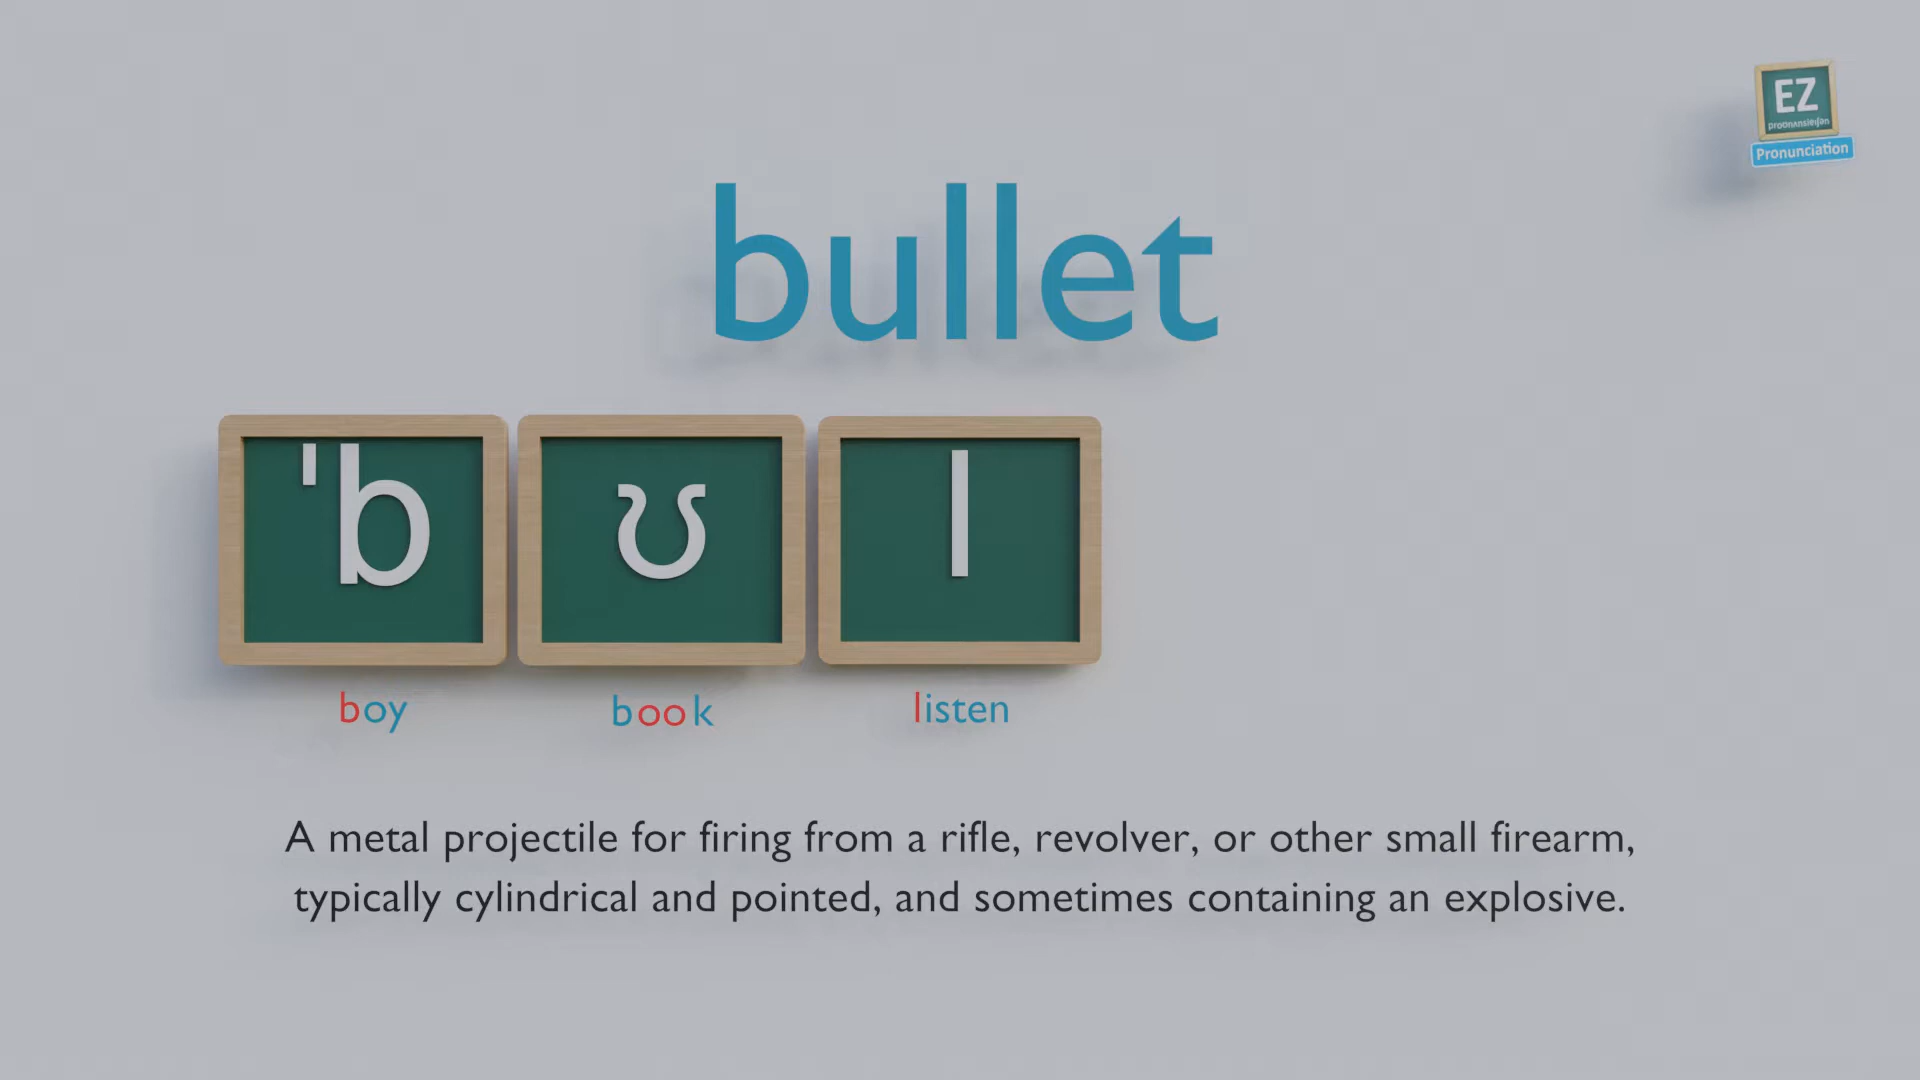 EZ
Pronunciation
bullet
ˈb ʊ l
boy book listen
A metal projectile for firing from a rifle, revolver, or other small firearm,
typically cylindrical and pointed, and sometimes containing an explosive.